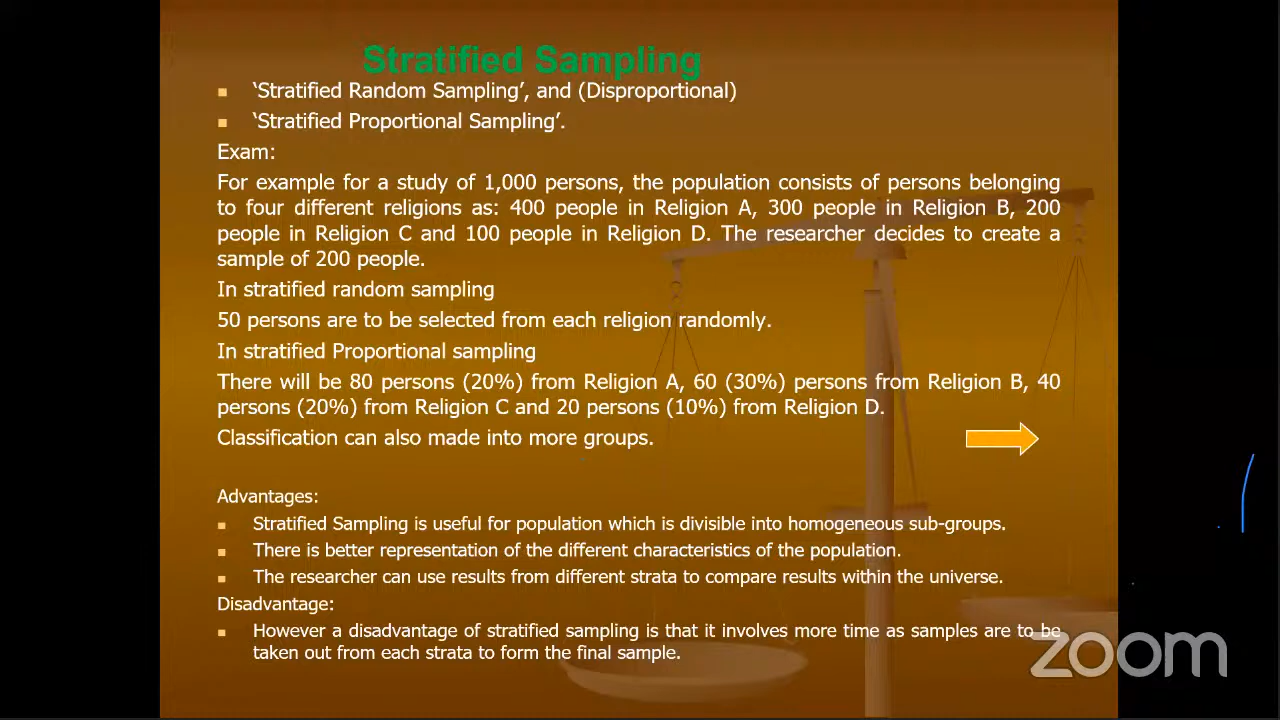 Stratified Sampling
▪ ‘Stratified Random Sampling’, and (Disproportional)
▪ ‘Stratified Proportional Sampling’.
Exam:
For example for a study of 1,000 persons, the population consists of persons belonging
to four different religions as: 400 people in Religion A, 300 people in Religion B, 200
people in Religion C and 100 people in Religion D. The researcher decides to create a
sample of 200 people.
In stratified random sampling
50 persons are to be selected from each religion randomly.
In stratified Proportional sampling
There will be 80 persons (20%) from Religion A, 60 (30%) persons from Religion B, 40
persons (20%) from Religion C and 20 persons (10%) from Religion D.
Classification can also made into more groups.
Advantages:
▪ Stratified Sampling is useful for population which is divisible into homogeneous sub-groups.
▪ There is better representation of the different characteristics of the population.
▪ The researcher can use results from different strata to compare results within the universe.
Disadvantage:
▪ However a disadvantage of stratified sampling is that it involves more time as samples are to be
taken out from each strata to form the final sample.
zoom